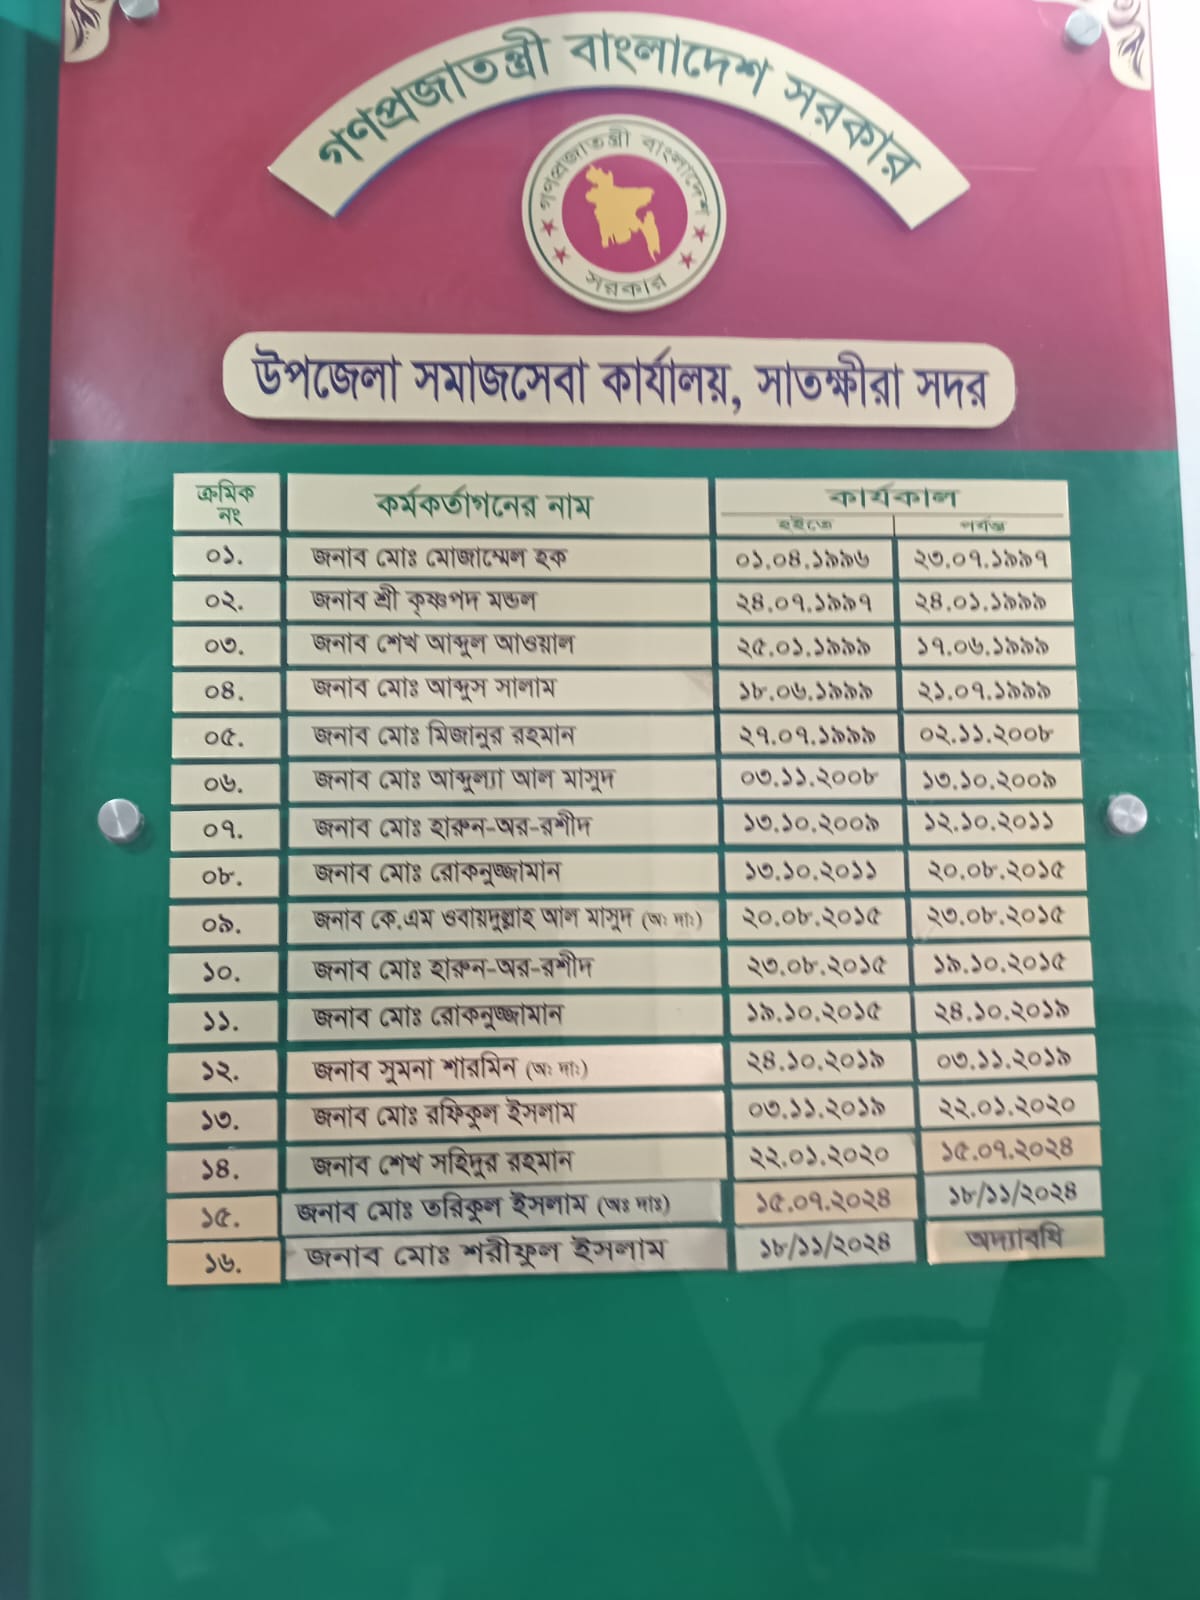 গণপ্রজাতন্ত্রী বাংলাদেশ সরকার
গণপ্রজাতন্ত্রী বাংলাদেশ
সরকার
উপজেলা সমাজসেবা কার্যালয়, সাতক্ষীরা সদর
ক্রমিক নং কর্মকর্তাগনের নাম কার্যকাল
হইতে পর্যন্ত
০১. জনাব মোঃ মোজাম্মেল হক ০১.০৪.১৯৯৬ ২৩.০৭.১৯৯৭
০২. জনাব শ্রী কৃষ্ণপদ মন্ডল ২৪.০৭.১৯৯৭ ২৪.০১.১৯৯৯
০৩. জনাব শেখ আব্দুল আওয়াল ২৫.০১.১৯৯৯ ১৭.০৬.১৯৯৯
০৪. জনাব মোঃ আব্দুস সালাম ১৮.০৬.১৯৯৯ ২১.০৭.১৯৯৯
০৫. জনাব মোঃ মিজানুর রহমান ২৭.০৭.১৯৯৯ ০২.১১.২০০৮
০৬. জনাব মোঃ আব্দুল্যা আল মাসুদ ০৩.১১.২০০৮ ১৩.১০.২০০৯
০৭. জনাব মোঃ হারুন-অর-রশীদ ১৩.১০.২০০৯ ১২.১০.২০১১
০৮. জনাব মোঃ রোকনুজ্জামান ১৩.১০.২০১১ ২০.০৮.২০১৫
০৯. জনাব কে.এম ওবায়দুল্লাহ আল মাসুদ (অ: দা:) ২০.০৮.২০১৫ ২৩.০৮.২০১৫
১০. জনাব মোঃ হারুন-অর-রশীদ ২৩.০৮.২০১৫ ১৯.১০.২০১৫
১১. জনাব মোঃ রোকনুজ্জামান ১৯.১০.২০১৫ ২৪.১০.২০১৯
১২. জনাব সুমনা শারমিন (অ: দা:) ২৪.১০.২০১৯ ০৩.১১.২০১৯
১৩. জনাব মোঃ রফিকুল ইসলাম ০৩.১১.২০১৯ ২২.০১.২০২০
১৪. জনাব শেখ সহিদুর রহমান ২২.০১.২০২০ ১৫.০৭.২০২৪
১৫. জনাব মোঃ তরিকুল ইসলাম (অঃ দাঃ) ১৫.০৭.২০২৪ ১৮/১১/২০২৪
১৬. জনাব মোঃ শরীফুল ইসলাম ১৮/১১/২০২৪ অদ্যাবধি